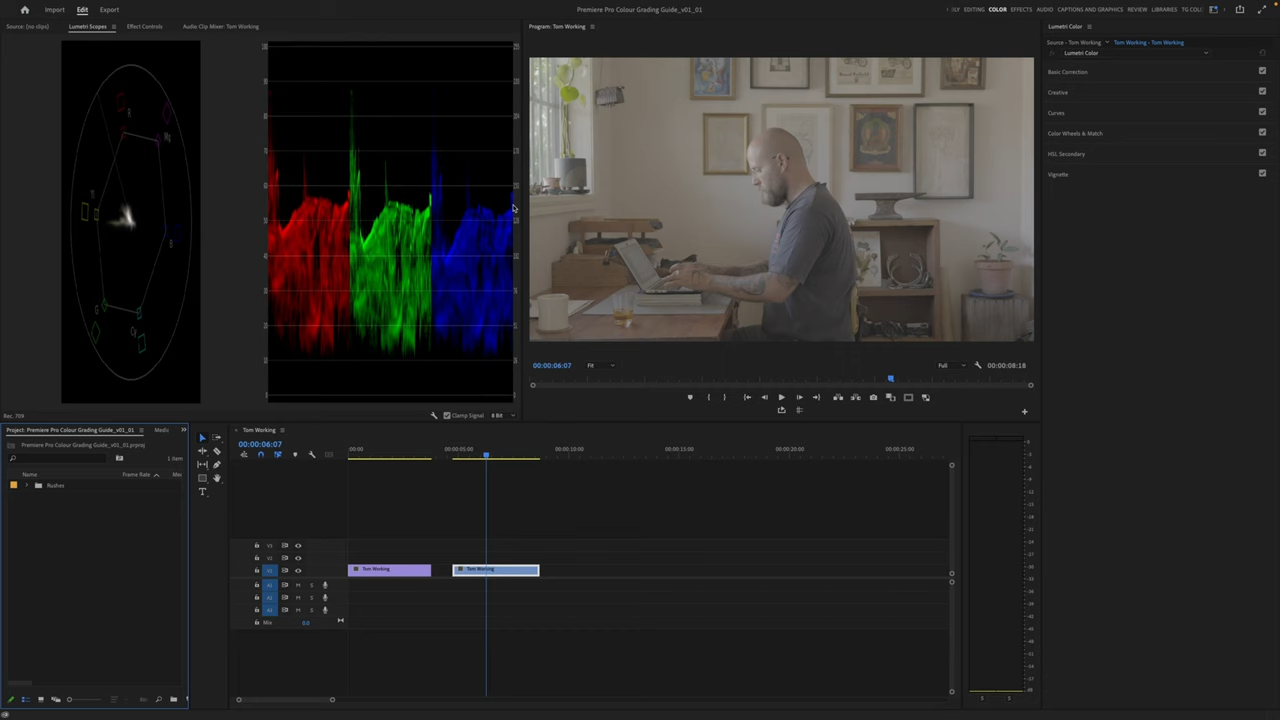 Import Edit Export
Premiere Pro Colour Grading Guide_v01_01
EDITING COLOR EFFECTS AUDIO CAPTIONS AND GRAPHICS REVIEW LIBRARIES TG COL
Source: (no clips) Lumetri Scopes Effect Controls Audio Clip Mixer: Tom Working
Program: Tom Working
Lumetri Color
Source - Tom Working Tom Working - Tom Working
Lumetri Color
Basic Correction
Creative
Curves
Color Wheels & Match
HSL Secondary
Vignette
00:00:06:07 Fit Full 00:00:08:18
Rec. 709 Clamp Signal 8 Bit
Project: Premiere Pro Colour Grading Guide_v01_01 Media
Premiere Pro Colour Grading Guide_v01_01.prproj
1 Item
Name Frame Rate Me
Rushes
Tom Working
00:00:06:07
:00:00 00:00:05:00 00:00:10:00 00:00:15:00 00:00:20:00 00:00:25:00
V3
V2
V1 Tom Working Tom Working
A1 M S
A2 M S
A3 M S
Mix 0.0
S S